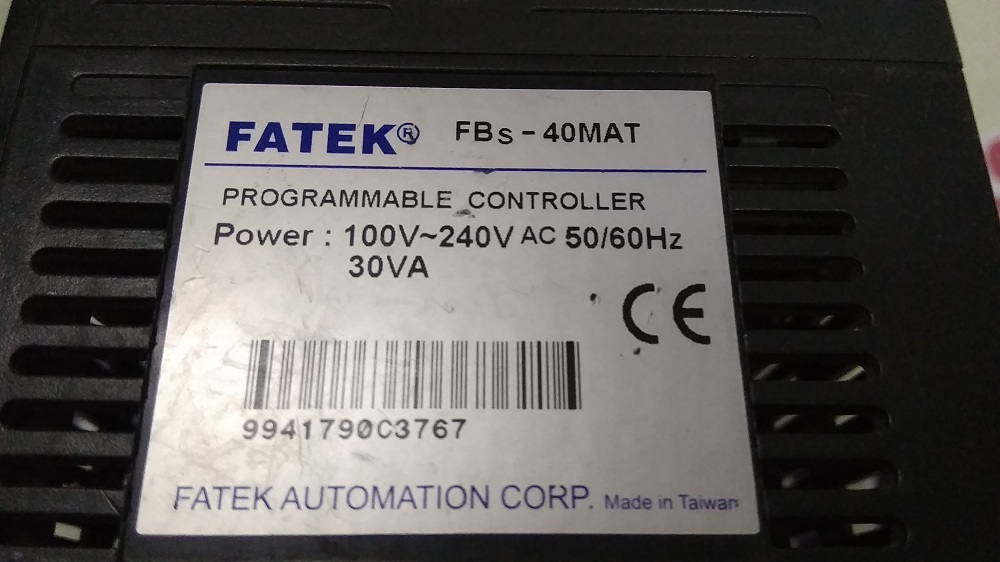 FATEK® FBs-40MAT
PROGRAMMABLE CONTROLLER
Power : 100V~240V AC 50/60Hz
30VA
CE
9941790C3767
FATEK AUTOMATION CORP. Made in Taiwan